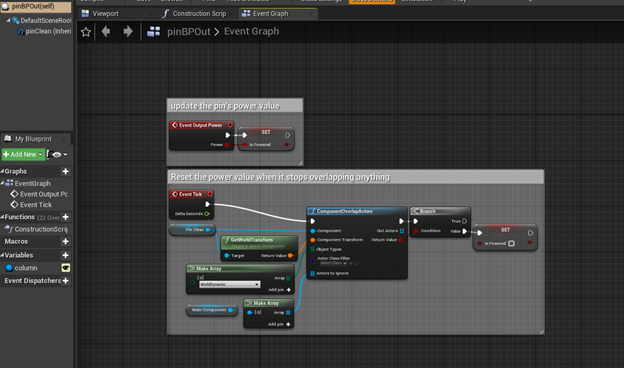 pinBPOut(self)
DefaultSceneRoot
pinClean (Inheri
My Blueprint
Add New
Graphs
EventGraph
Event Output Po
Event Tick
Functions (22 Over
ConstructionScrip
Macros
Variables
column
Event Dispatchers
Viewport
Construction Scrip
Event Graph
pinBPOut > Event Graph
update the pin's power value
Event Output Power
Power
SET
Is Powered
Reset the power value when it stops overlapping anything
Event Tick
Delta Seconds
Pin Clean
GetWorldTransform
Target is Scene Component
Target
Return Value
Make Array
[0]
WorldDynamic
Array
Add pin
Main Component
Make Array
[0]
Array
Add pin
ComponentOverlapActors
Component
Out Actors
Component Transform
Return Value
Object Types
Actor Class Filter
Select Class
Actors to Ignore
Branch
True
Condition
False
SET
Is Powered